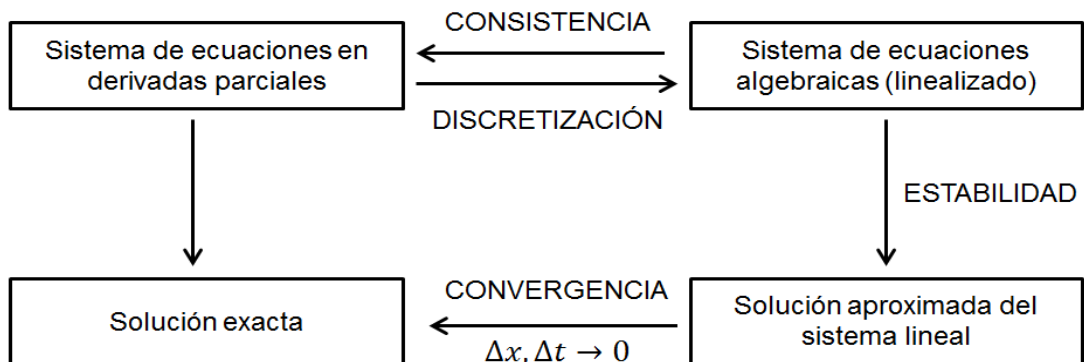 CONSISTENCIA
Sistema de ecuaciones en
derivadas parciales
Sistema de ecuaciones
algebraicas (linealizado)
DISCRETIZACIÓN
ESTABILIDAD
CONVERGENCIA
Solución exacta
Solución aproximada del
sistema lineal
Δx, Δt → 0